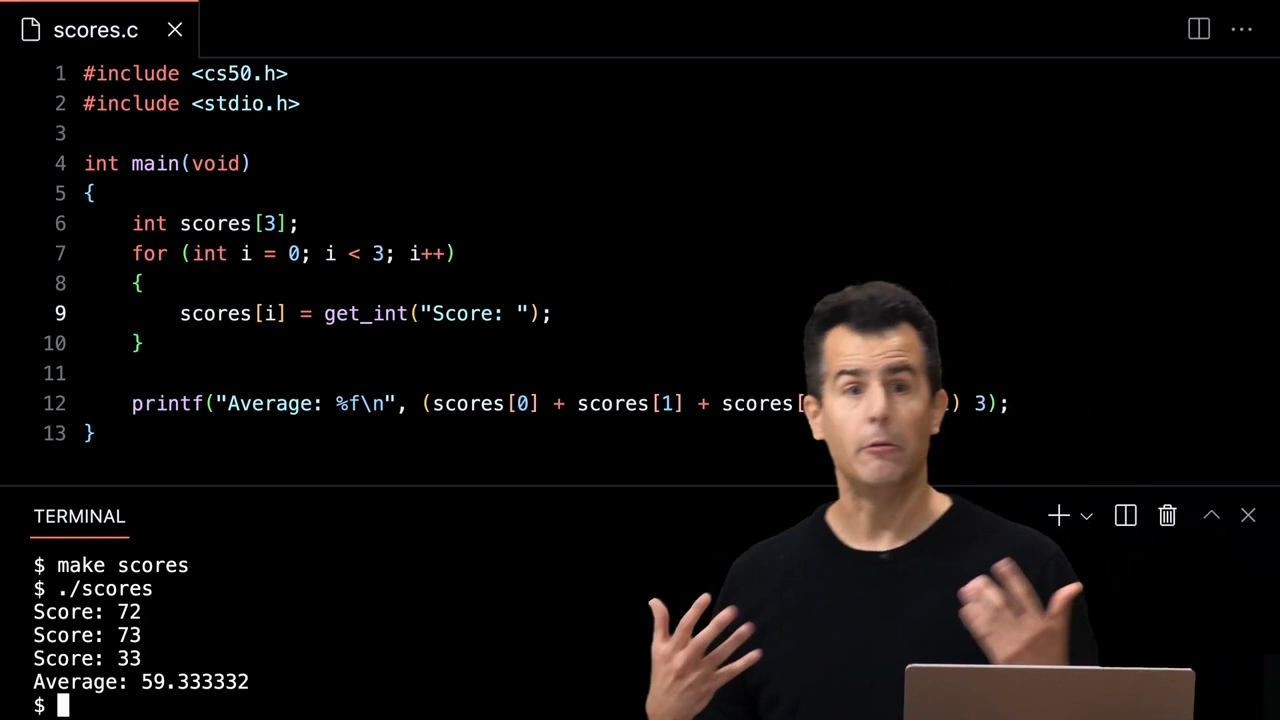 scores.c
1 #include <cs50.h>
2 #include <stdio.h>
3
4 int main(void)
5 {
6 int scores[3];
7 for (int i = 0; i < 3; i++)
8 {
9 scores[i] = get_int("Score: ");
10 }
11
12 printf("Average: %f\n", (scores[0] + scores[1] + scores[ ) 3);
13 }
TERMINAL
$ make scores
$ ./scores
Score: 72
Score: 73
Score: 33
Average: 59.333332
$